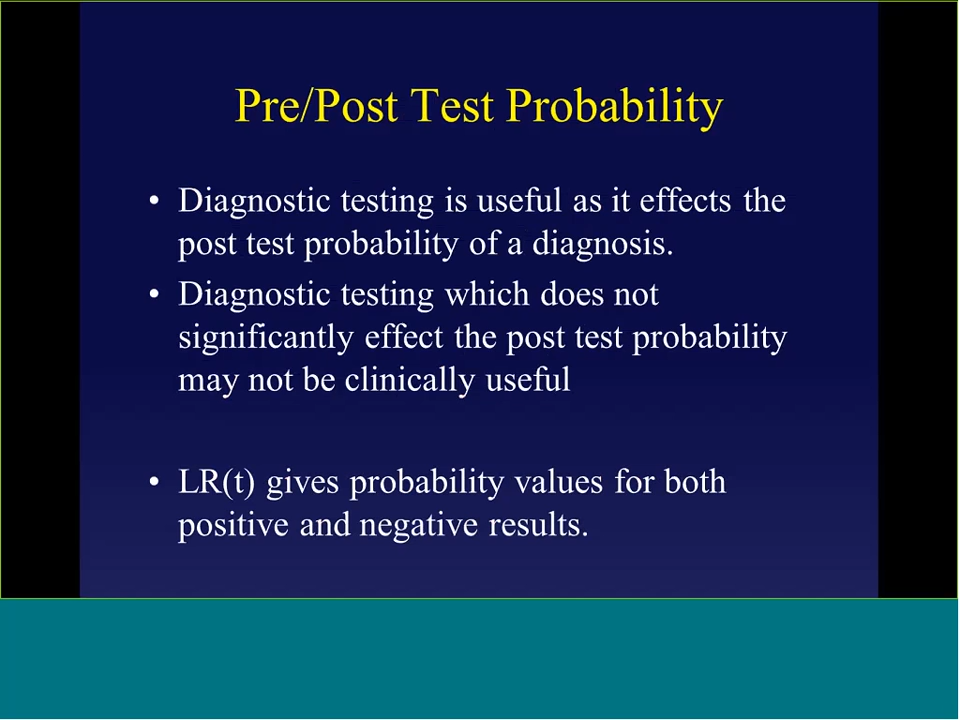 Pre/Post Test Probability
• Diagnostic testing is useful as it effects the
post test probability of a diagnosis.
• Diagnostic testing which does not
significantly effect the post test probability
may not be clinically useful
• LR(t) gives probability values for both
positive and negative results.